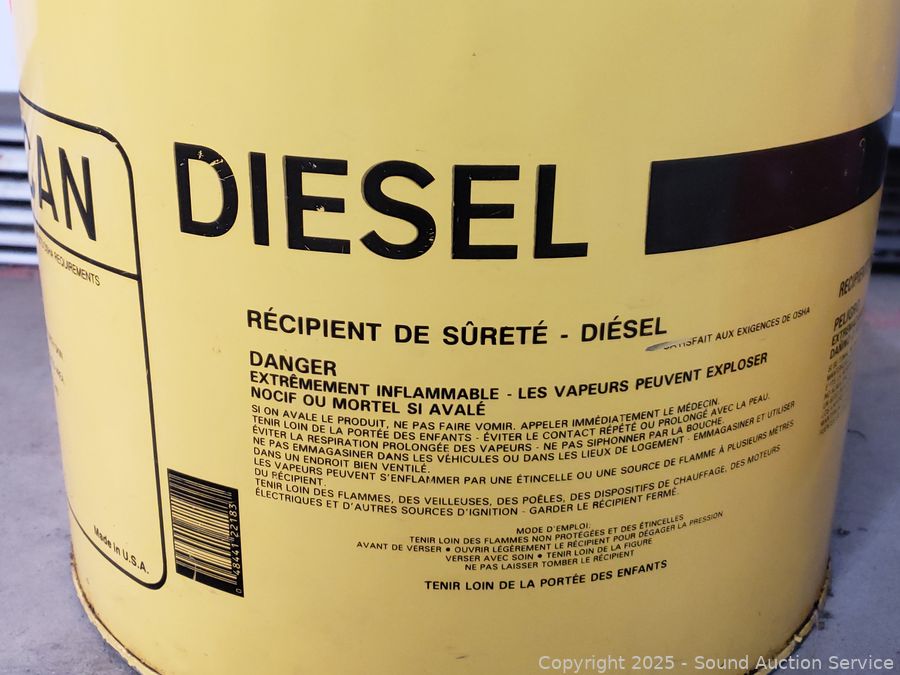 CAN
REQUIREMENTS
DIESEL
RÉCIPIENT DE SÛRETÉ - DIÉSEL
SATISFAIT AUX EXIGENCES DE OSHA
DANGER
EXTRÊMEMENT INFLAMMABLE - LES VAPEURS PEUVENT EXPLOSER
NOCIF OU MORTEL SI AVALÉ
SI ON AVALE LE PRODUIT, NE PAS FAIRE VOMIR. APPELER IMMÉDIATEMENT LE MÉDECIN.
TENIR LOIN DE LA PORTÉE DES ENFANTS - ÉVITER LE CONTACT RÉPÉTÉ OU PROLONGÉ AVEC LA PEAU.
ÉVITER LA RESPIRATION PROLONGÉE DES VAPEURS - NE PAS SIPHONNER PAR LA BOUCHE.
NE PAS EMMAGASINER DANS LES VÉHICULES OU DANS LES LIEUX DE LOGEMENT - EMMAGASINER ET UTILISER
DANS UN ENDROIT BIEN VENTILÉ.
LES VAPEURS PEUVENT S'ENFLAMMER PAR UNE ÉTINCELLE OU UNE SOURCE DE FLAMME À PLUSIEURS MÈTRES
DU RÉCIPIENT.
TENIR LOIN DES FLAMMES, DES VEILLEUSES, DES POÊLES, DES DISPOSITIFS DE CHAUFFAGE, DES MOTEURS
ÉLECTRIQUES ET D'AUTRES SOURCES D'IGNITION - GARDER LE RÉCIPIENT FERMÉ.
MODE D'EMPLOI:
TENIR LOIN DES FLAMMES NON PROTÉGÉES ET DES ÉTINCELLES
AVANT DE VERSER • OUVRIR LÉGÈREMENT LE RÉCIPIENT POUR DÉGAGER LA PRESSION
VERSER AVEC SOIN • TENIR LOIN DE LA FIGURE
NE PAS LAISSER TOMBER LE RÉCIPIENT
TENIR LOIN DE LA PORTÉE DES ENFANTS
0 48441 22183
Made in U.S.A.
PELIGRO
Copyright 2025 - Sound Auction Service